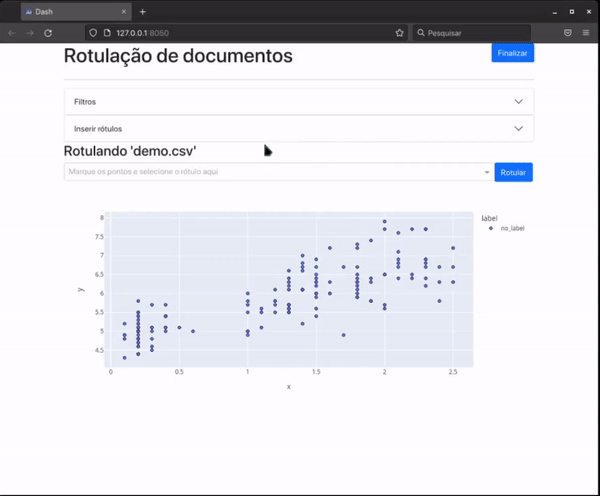 Dash
127.0.0.1:8050
Pesquisar
Rotulação de documentos
Finalizar
Filtros
Inserir rótulos
Rotulando 'demo.csv'
Marque os pontos e selecione o rótulo aqui
Rotular
label
no_label
8
7.5
7
6.5
6
5.5
5
4.5
y
0
0.5
1
1.5
2
2.5
x